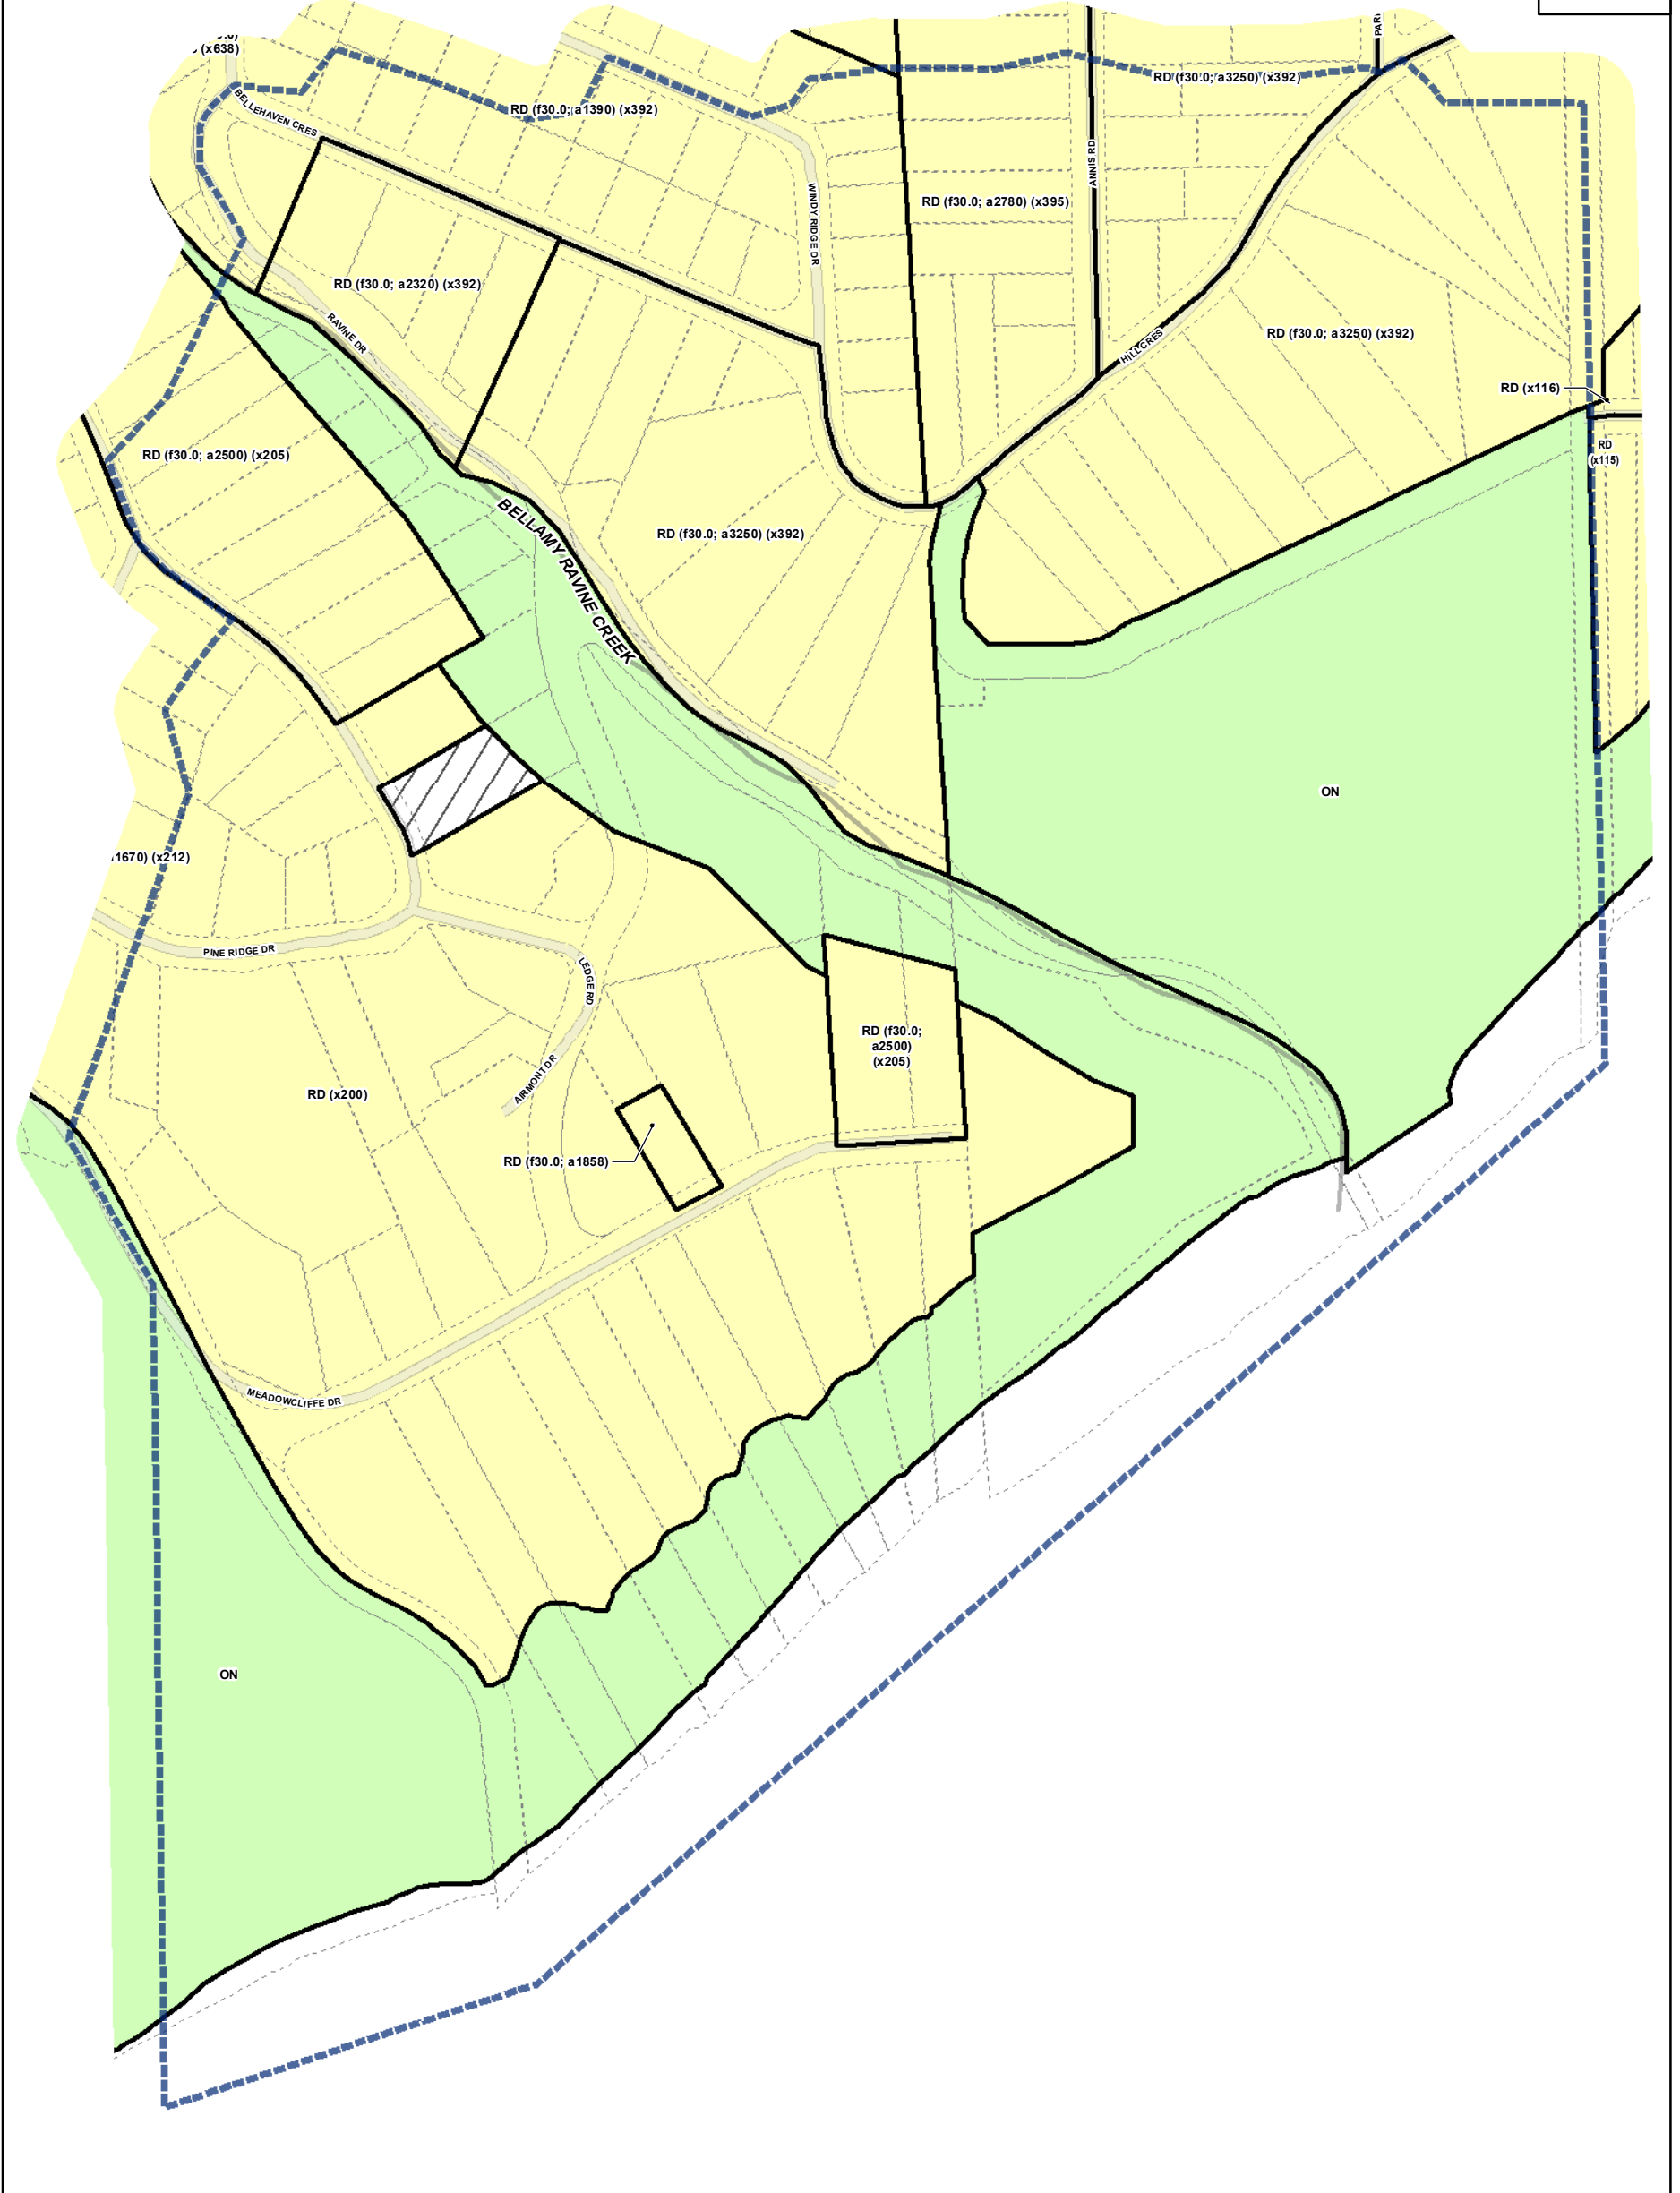 (x638)
RD (f30.0; a3250) (x392)
PAR
BELLEHAVEN CRES
RD (f30.0; a1390) (x392)
ANNIS RD
WINDY RIDGE DR
RD (f30.0; a2780) (x395)
RD (f30.0; a2320) (x392)
RAVINE DR
HILLCRES
RD (f30.0; a3250) (x392)
RD (x116)
RD (f30.0; a2500) (x205)
RD
(x115)
BELLAMY RAVINE CREEK
RD (f30.0; a3250) (x392)
ON
1670) (x212)
PINE RIDGE DR
LEDGE RD
RD (f30.0;
a2500)
(x205)
AIRMONT DR
RD (x200)
RD (f30.0; a1858)
MEADOWCLIFFE DR
ON